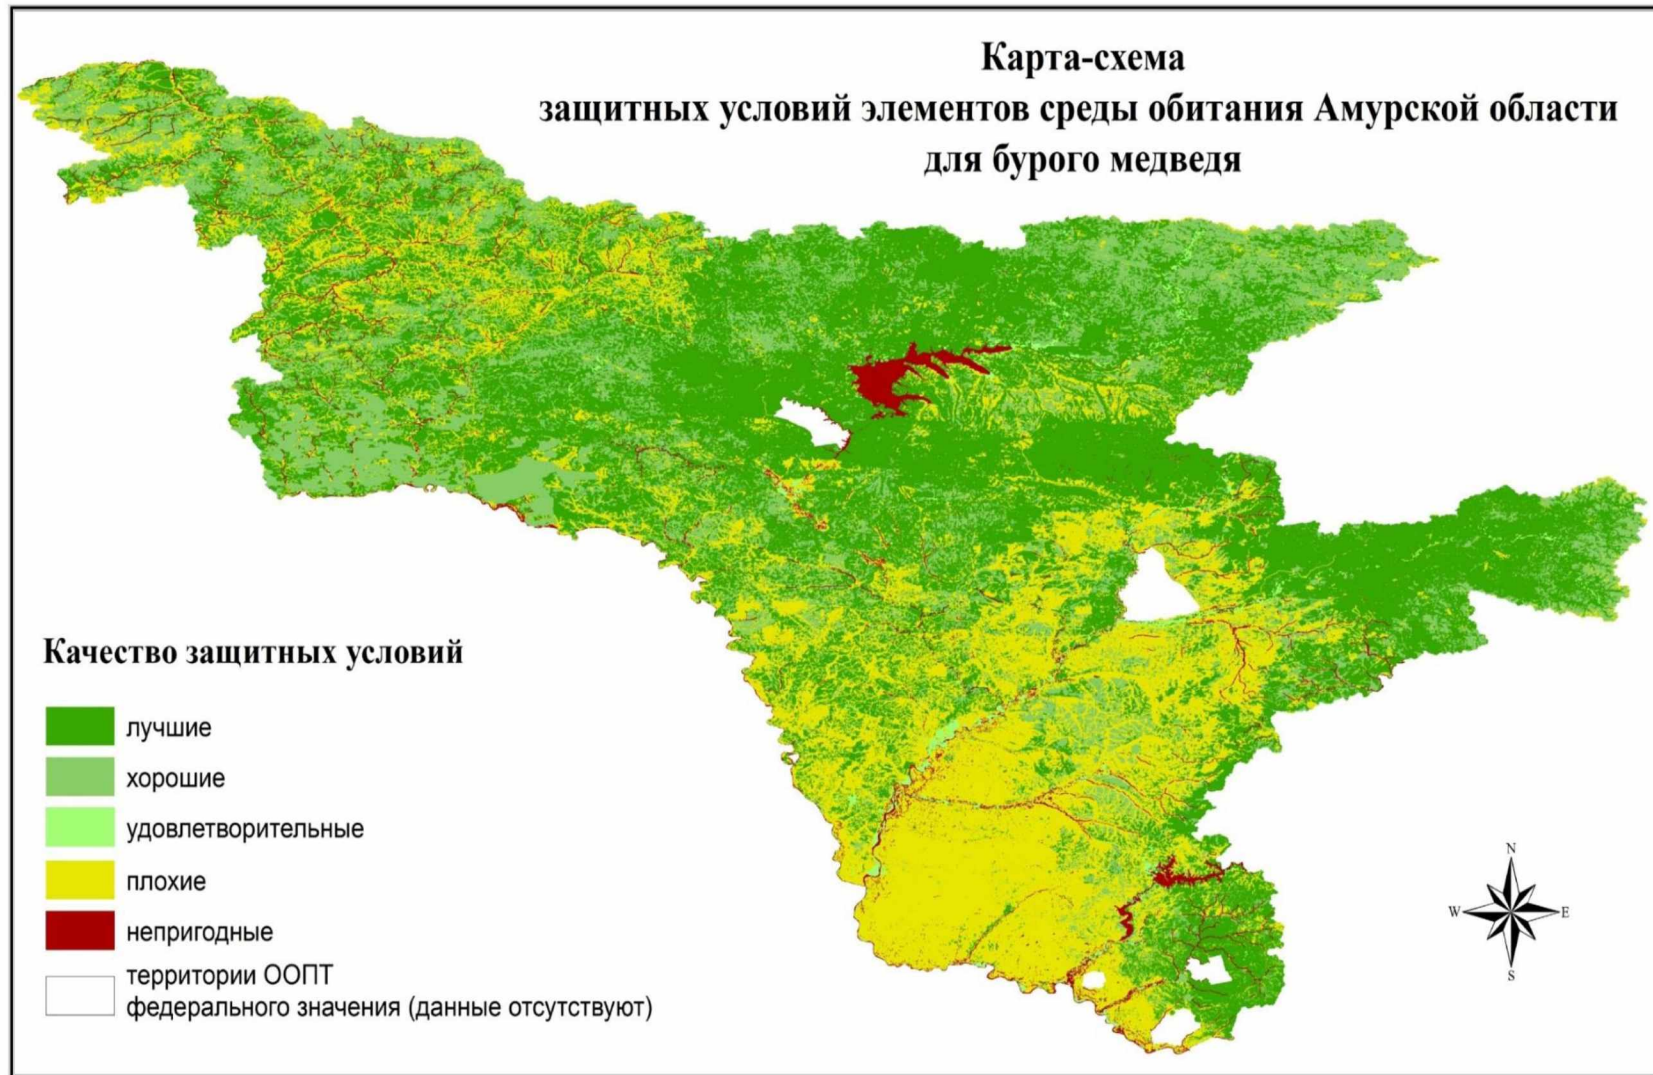 Карта-схема
защитных условий элементов среды обитания Амурской области
для бурого медведя
Качество защитных условий
лучшие
хорошие
удовлетворительные
плохие
непригодные
территории ООПТ
федерального значения (данные отсутствуют)
N
W E
S